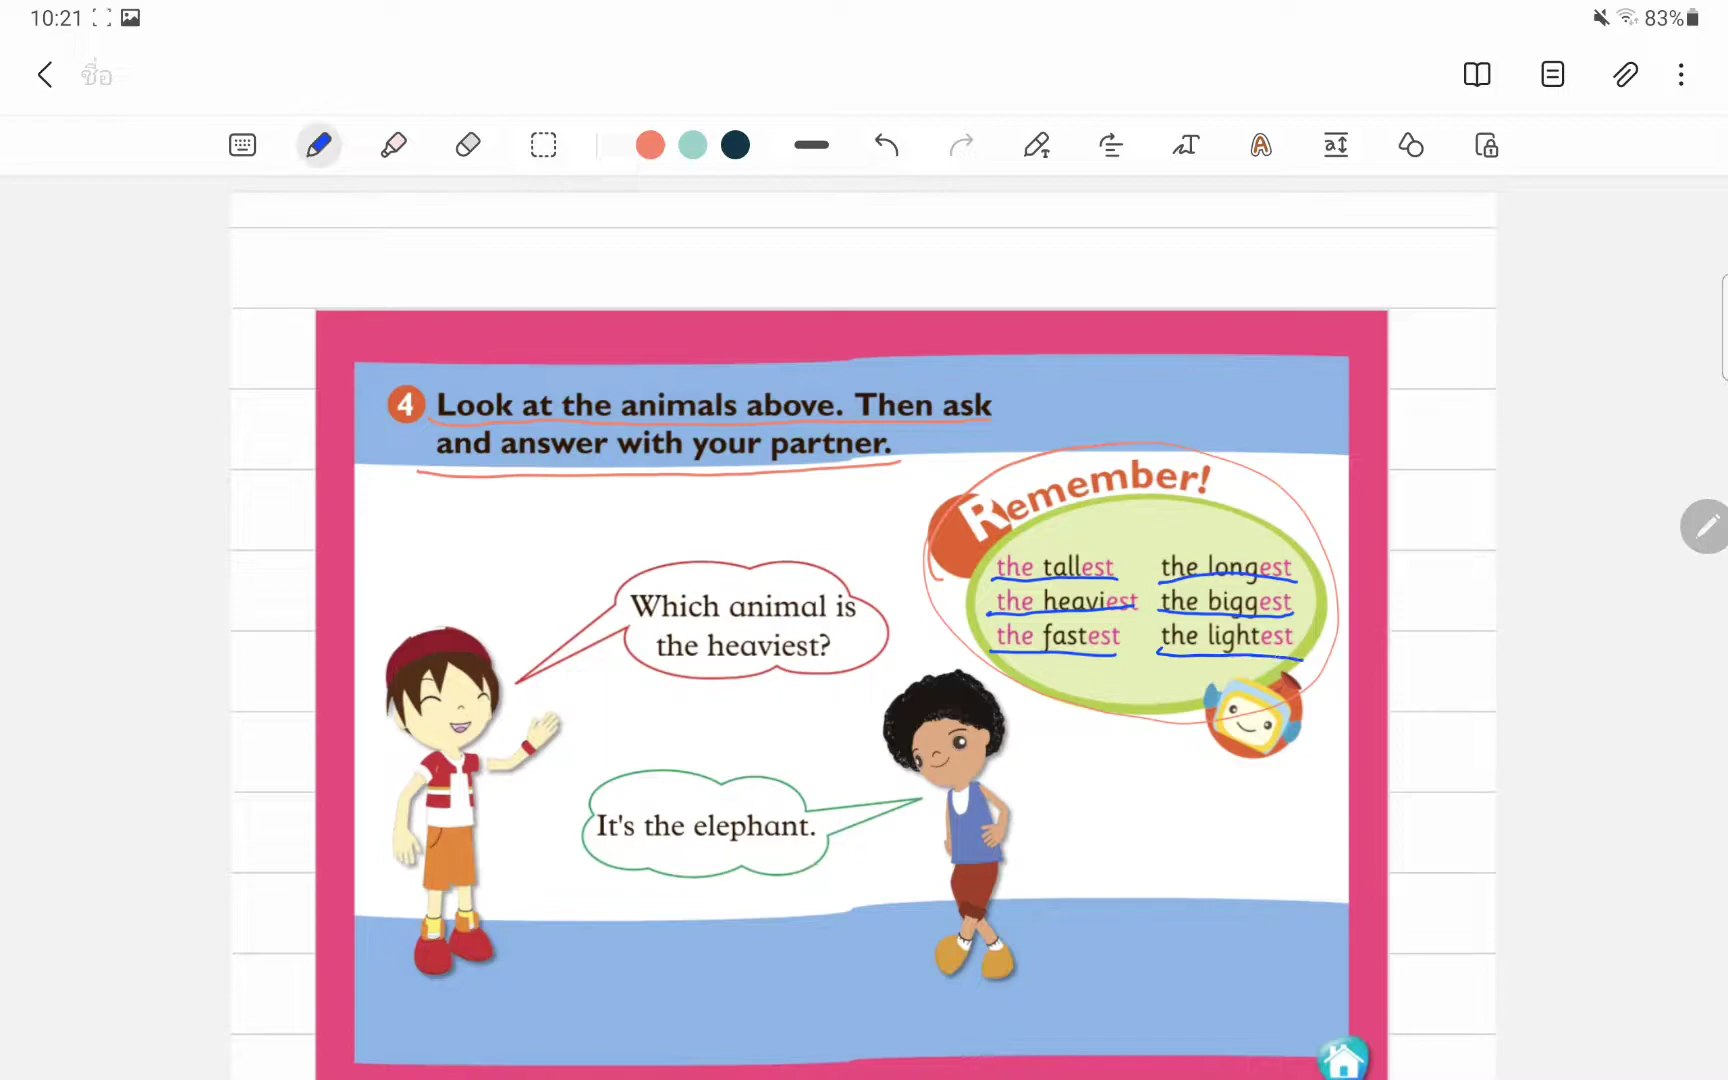 10:21
83%
ชื่อ
4 Look at the animals above. Then ask
and answer with your partner.
Remember!
the tallest the longest
the heaviest the biggest
the fastest the lightest
Which animal is
the heaviest?
It's the elephant.